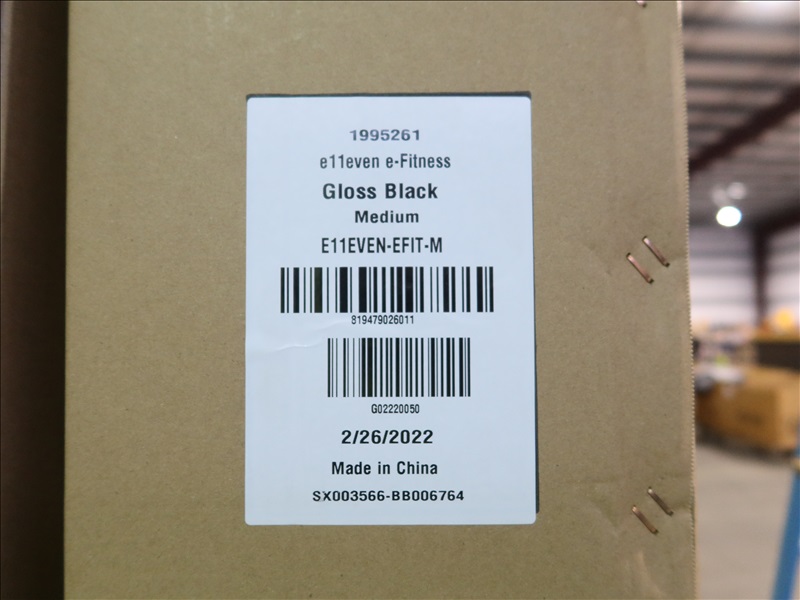 1995261
e11even e-Fitness
Gloss Black
Medium
E11EVEN-EFIT-M
819479026011
G02220050
2/26/2022
Made in China
SX003566-BB006764